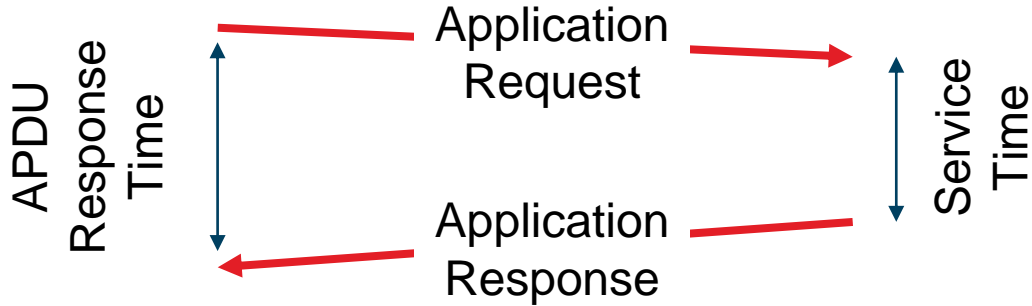 APDU
Response
Time
Application
Request
Application
Response
Service
Time